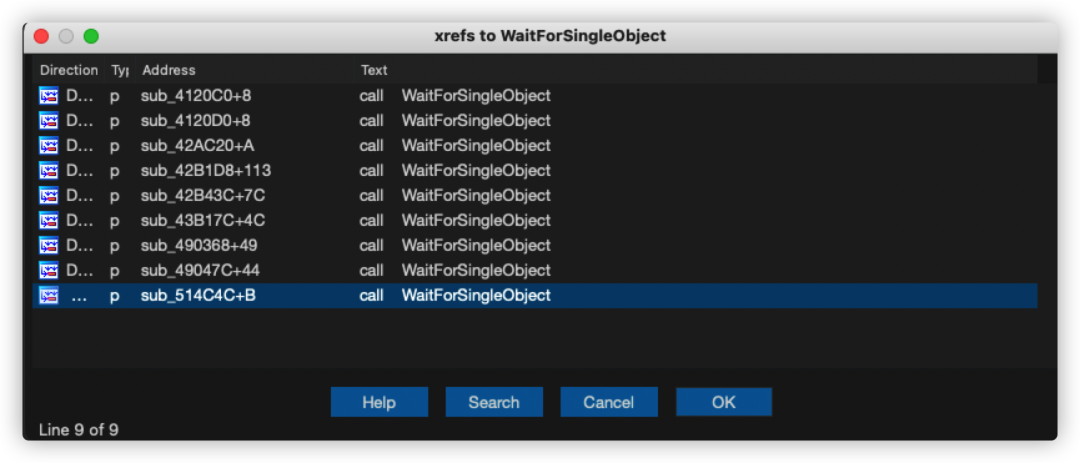 xrefs to WaitForSingleObject
Direction Typ Address Text
D... p sub_4120C0+8 call WaitForSingleObject
D... p sub_4120D0+8 call WaitForSingleObject
D... p sub_42AC20+A call WaitForSingleObject
D... p sub_42B1D8+113 call WaitForSingleObject
D... p sub_42B43C+7C call WaitForSingleObject
D... p sub_43B17C+4C call WaitForSingleObject
D... p sub_490368+49 call WaitForSingleObject
D... p sub_49047C+44 call WaitForSingleObject
... p sub_514C4C+B call WaitForSingleObject
Help Search Cancel OK
Line 9 of 9